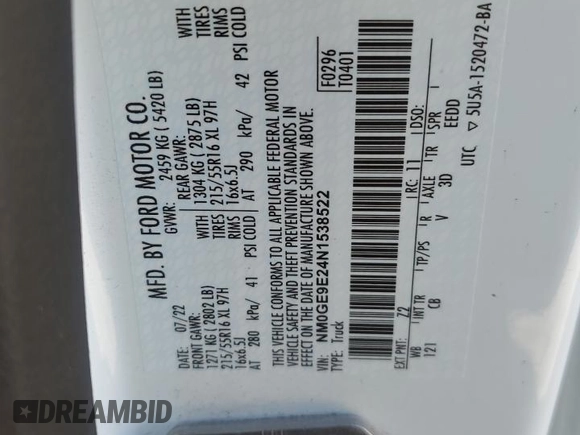 MFD. BY FORD MOTOR CO.
DATE: 07/22 GVWR: 2459 KG (5420 LB)
FRONT GAWR: REAR GAWR:
1271 KG (2802 LB) 1304 KG (2875 LB) WITH
215/55R16 XL 97H TIRES 215/55R16 XL 97H TIRES
16x6.5J RIMS 16x6.5J RIMS
AT 280 kPa/ 41 PSI COLD AT 290 kPa/ 42 PSI COLD
THIS VEHICLE CONFORMS TO ALL APPLICABLE FEDERAL MOTOR
VEHICLE SAFETY AND THEFT PREVENTION STANDARDS IN
EFFECT ON THE DATE OF MANUFACTURE SHOWN ABOVE.
VIN: NM0GE9E24N1538522 F0296
TYPE: Truck T0401
EXT PNT: Z2 RC: 11 DSO:
WB INT TR TP/PS R AXLE TR SPR
121 CB V 3D EEDD
UTC ▽ 5U5A-1520472-BA
DREAMBID